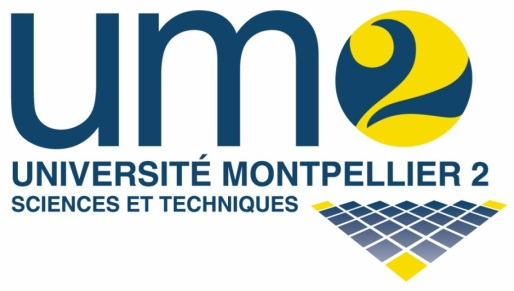 um2
UNIVERSITÉ MONTPELLIER 2
SCIENCES ET TECHNIQUES